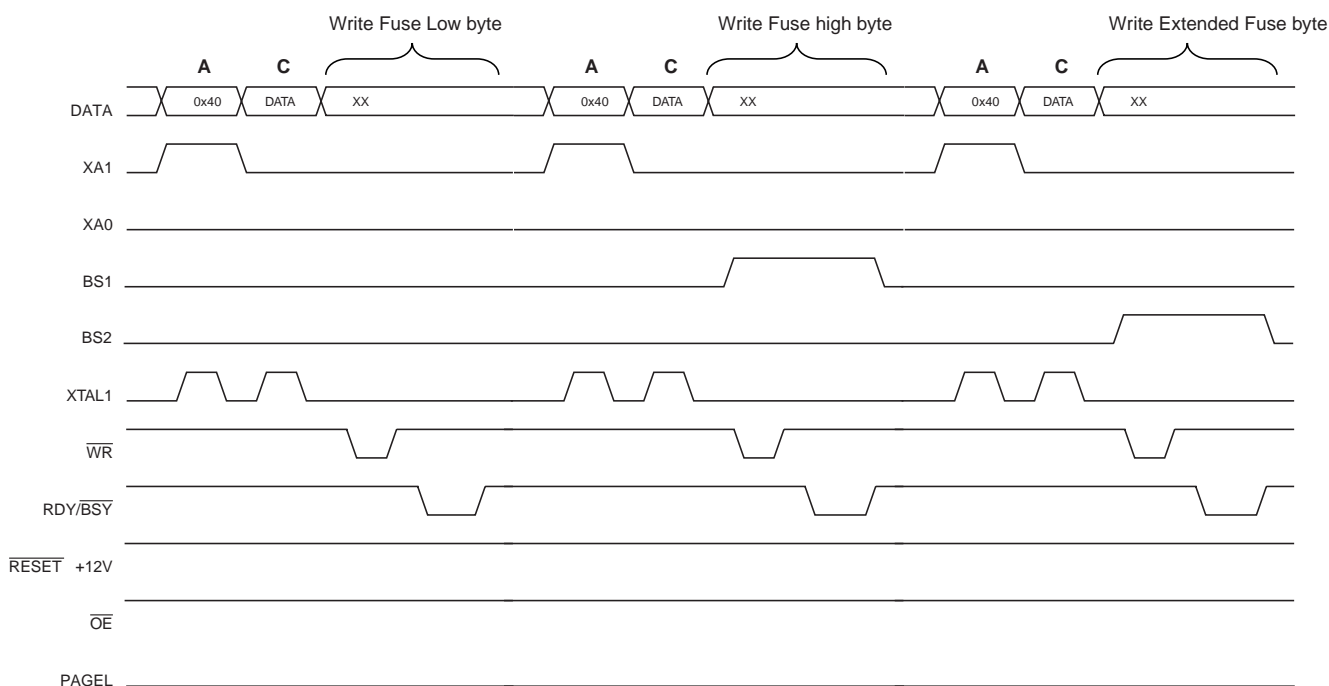 Write Fuse Low byte Write Fuse high byte Write Extended Fuse byte
A C A C A C
DATA 0x40 DATA XX 0x40 DATA XX 0x40 DATA XX
XA1
XA0
BS1
BS2
XTAL1
WR
RDY/BSY
RESET +12V
OE
PAGEL